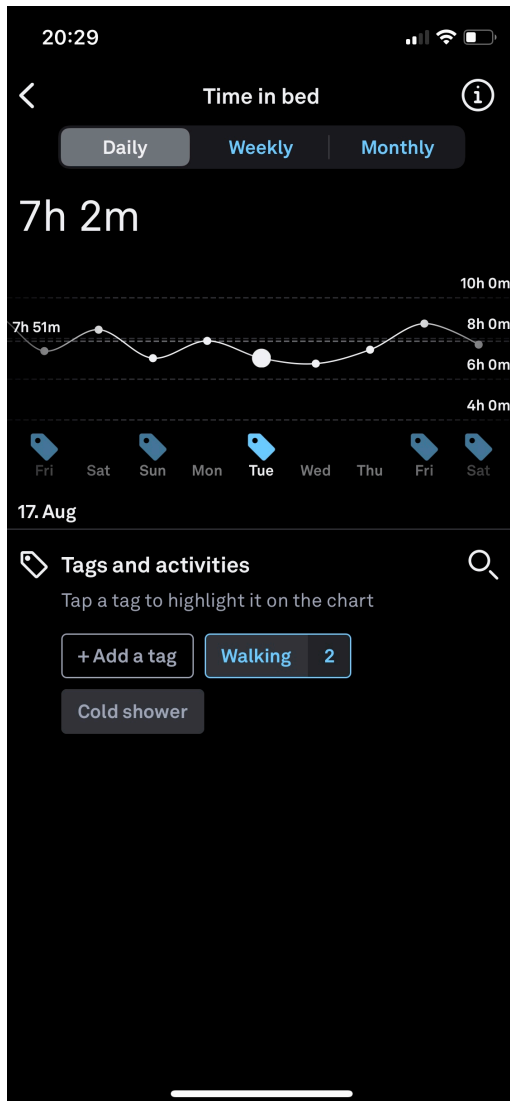 20:29
Time in bed
Daily Weekly Monthly
7h 2m
10h 0m
7h 51m
8h 0m
6h 0m
4h 0m
Fri Sat Sun Mon Tue Wed Thu Fri Sat
17. Aug
Tags and activities
Tap a tag to highlight it on the chart
+ Add a tag Walking 2
Cold shower